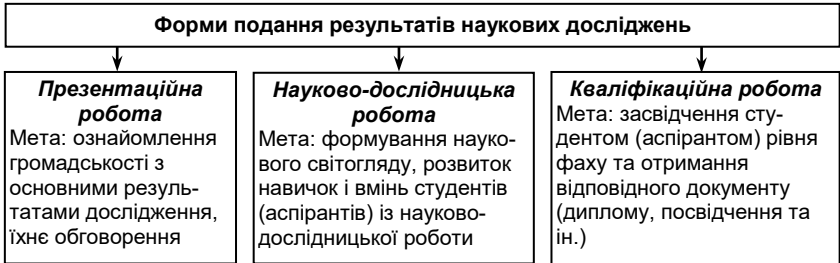 Форми подання результатів наукових досліджень
Презентаційна
робота
Мета: ознайомлення
громадськості з
основними резуль-
татами дослідження,
їхнє обговорення
Науково-дослідницька
робота
Мета: формування науко-
вого світогляду, розвиток
навичок і вмінь студентів
(аспірантів) із науково-
дослідницької роботи
Кваліфікаційна робота
Мета: засвідчення сту-
дентом (аспірантом) рівня
фаху та отримання
відповідного документу
(диплому, посвідчення та
ін.)